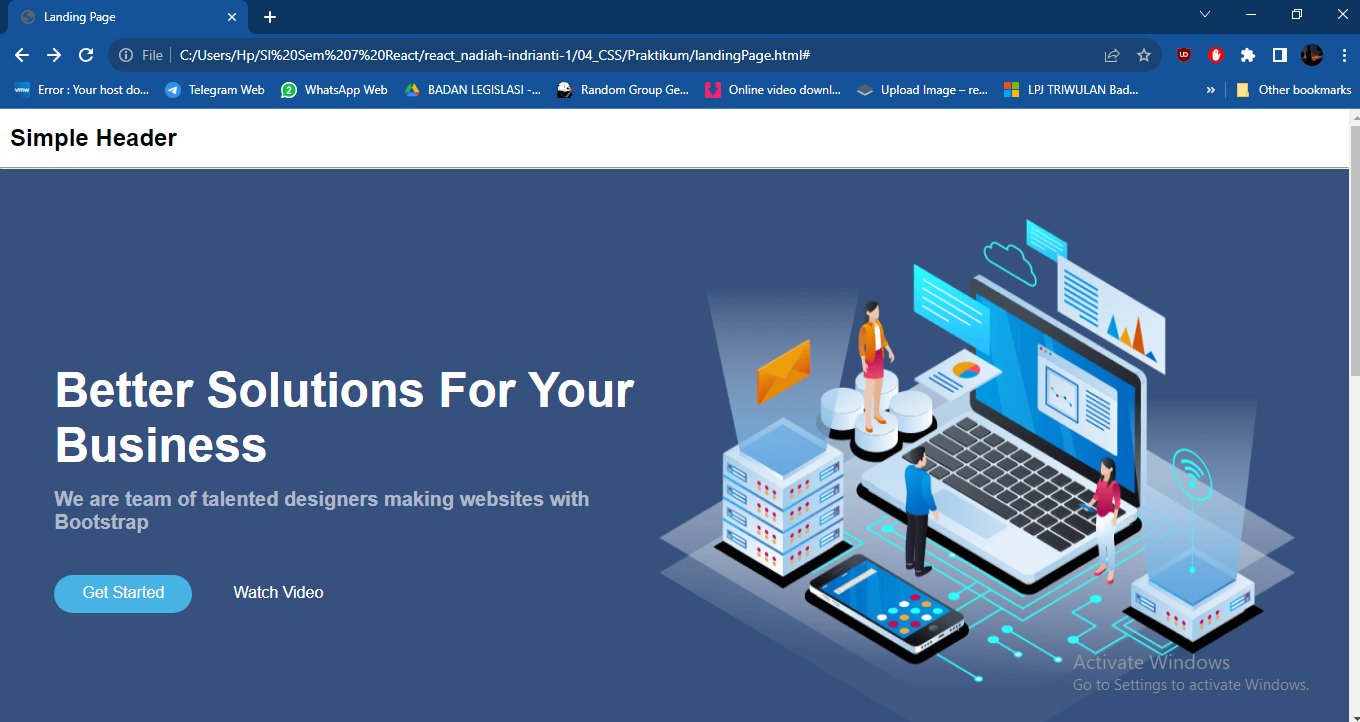 Landing Page
File C:/Users/Hp/SI%20Sem%207%20React/react_nadiah-indrianti-1/04_CSS/Praktikum/landingPage.html#
vmw Error : Your host do... Telegram Web 2 WhatsApp Web BADAN LEGISLASI -... Random Group Ge... Online video downl... Upload Image – re... LPJ TRIWULAN Bad... » Other bookmarks
Simple Header
Better Solutions For Your
Business
We are team of talented designers making websites with
Bootstrap
Get Started Watch Video
Activate Windows
Go to Settings to activate Windows.